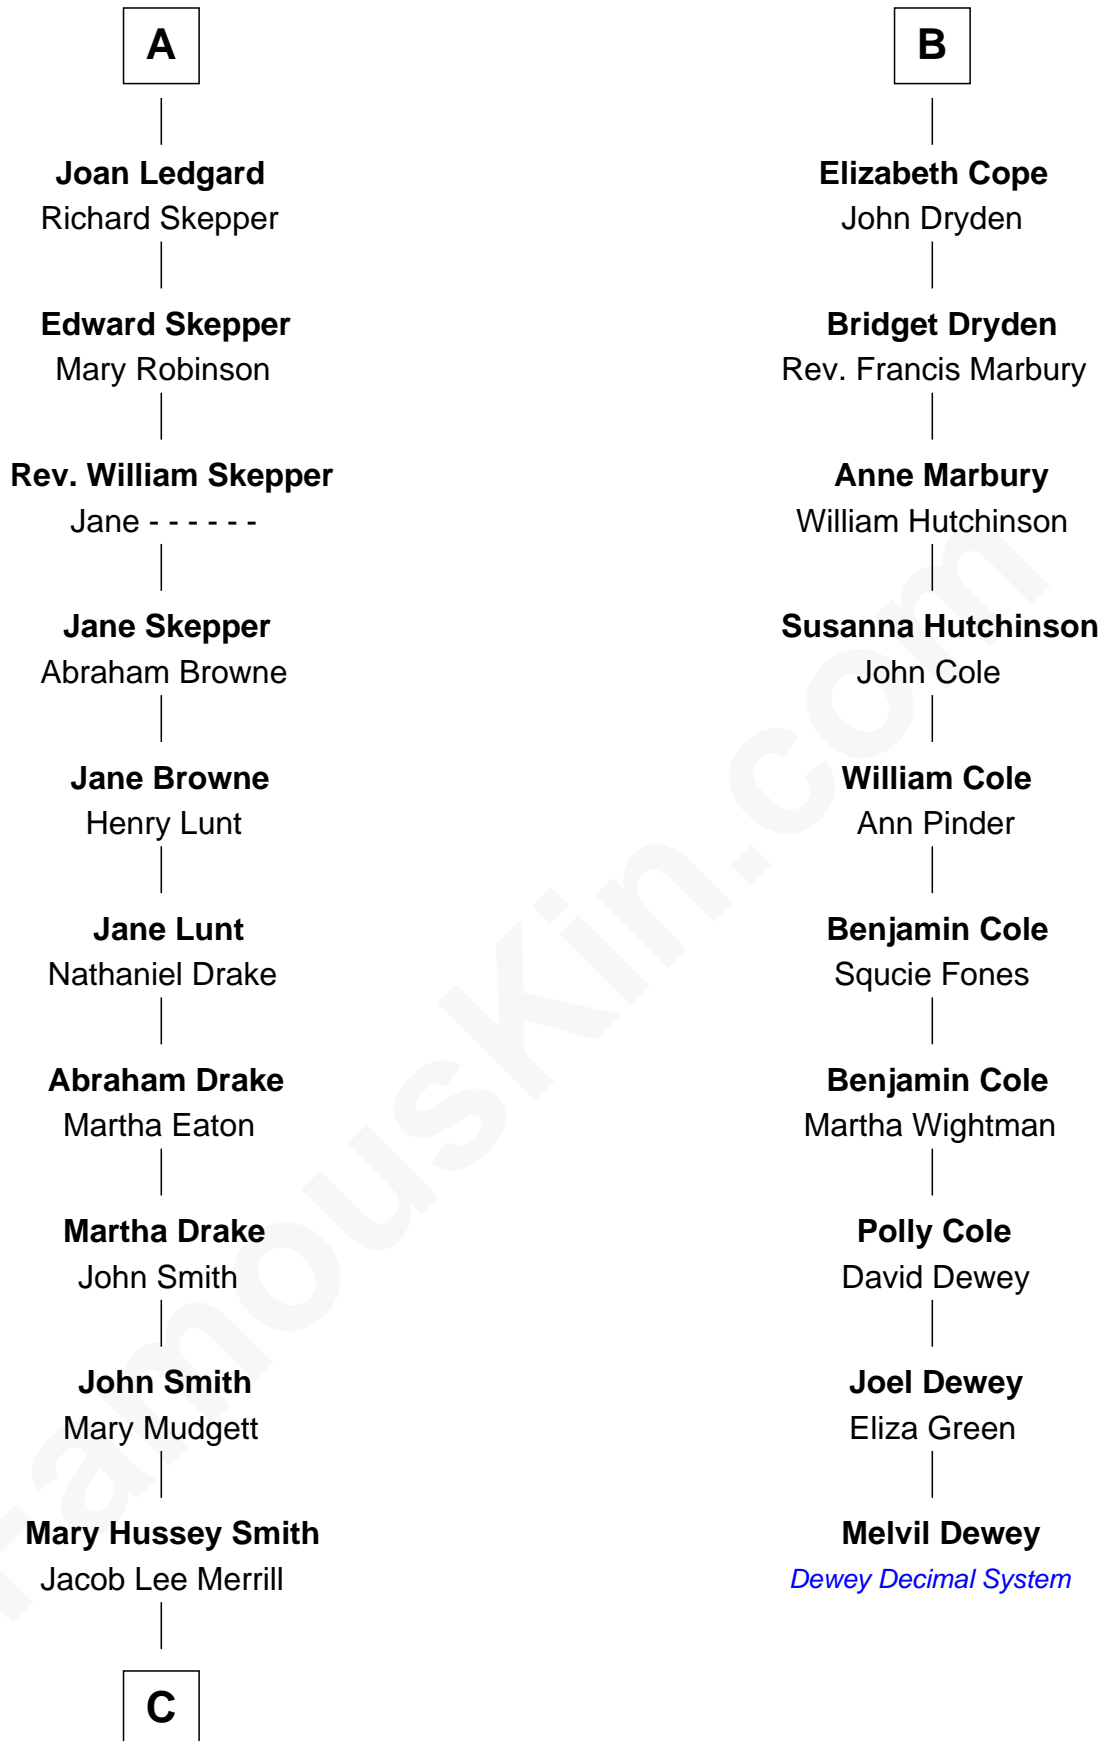 A
Joan Ledgard
Richard Skepper
Edward Skepper
Mary Robinson
Rev. William Skepper
Jane - - - - - -
Jane Skepper
Abraham Browne
Jane Browne
Henry Lunt
Jane Lunt
Nathaniel Drake
Abraham Drake
Martha Eaton
Martha Drake
John Smith
John Smith
Mary Mudgett
Mary Hussey Smith
Jacob Lee Merrill
C
B
Elizabeth Cope
John Dryden
Bridget Dryden
Rev. Francis Marbury
Anne Marbury
William Hutchinson
Susanna Hutchinson
John Cole
William Cole
Ann Pinder
Benjamin Cole
Squcie Fones
Benjamin Cole
Martha Wightman
Polly Cole
David Dewey
Joel Dewey
Eliza Green
Melvil Dewey
Dewey Decimal System
FamousKin.com